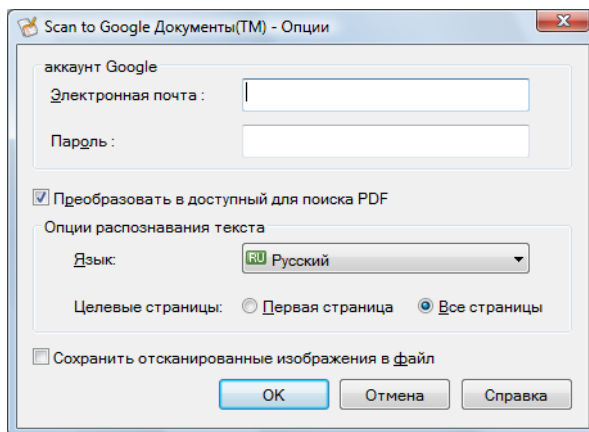 Scan to Google Документы(TM) - Опции
аккаунт Google
Электронная почта :
Пароль :
Преобразовать в доступный для поиска PDF
Опции распознавания текста
Язык: RU Русский
Целевые страницы: Первая страница Все страницы
Сохранить отсканированные изображения в файл
OK Отмена Справка